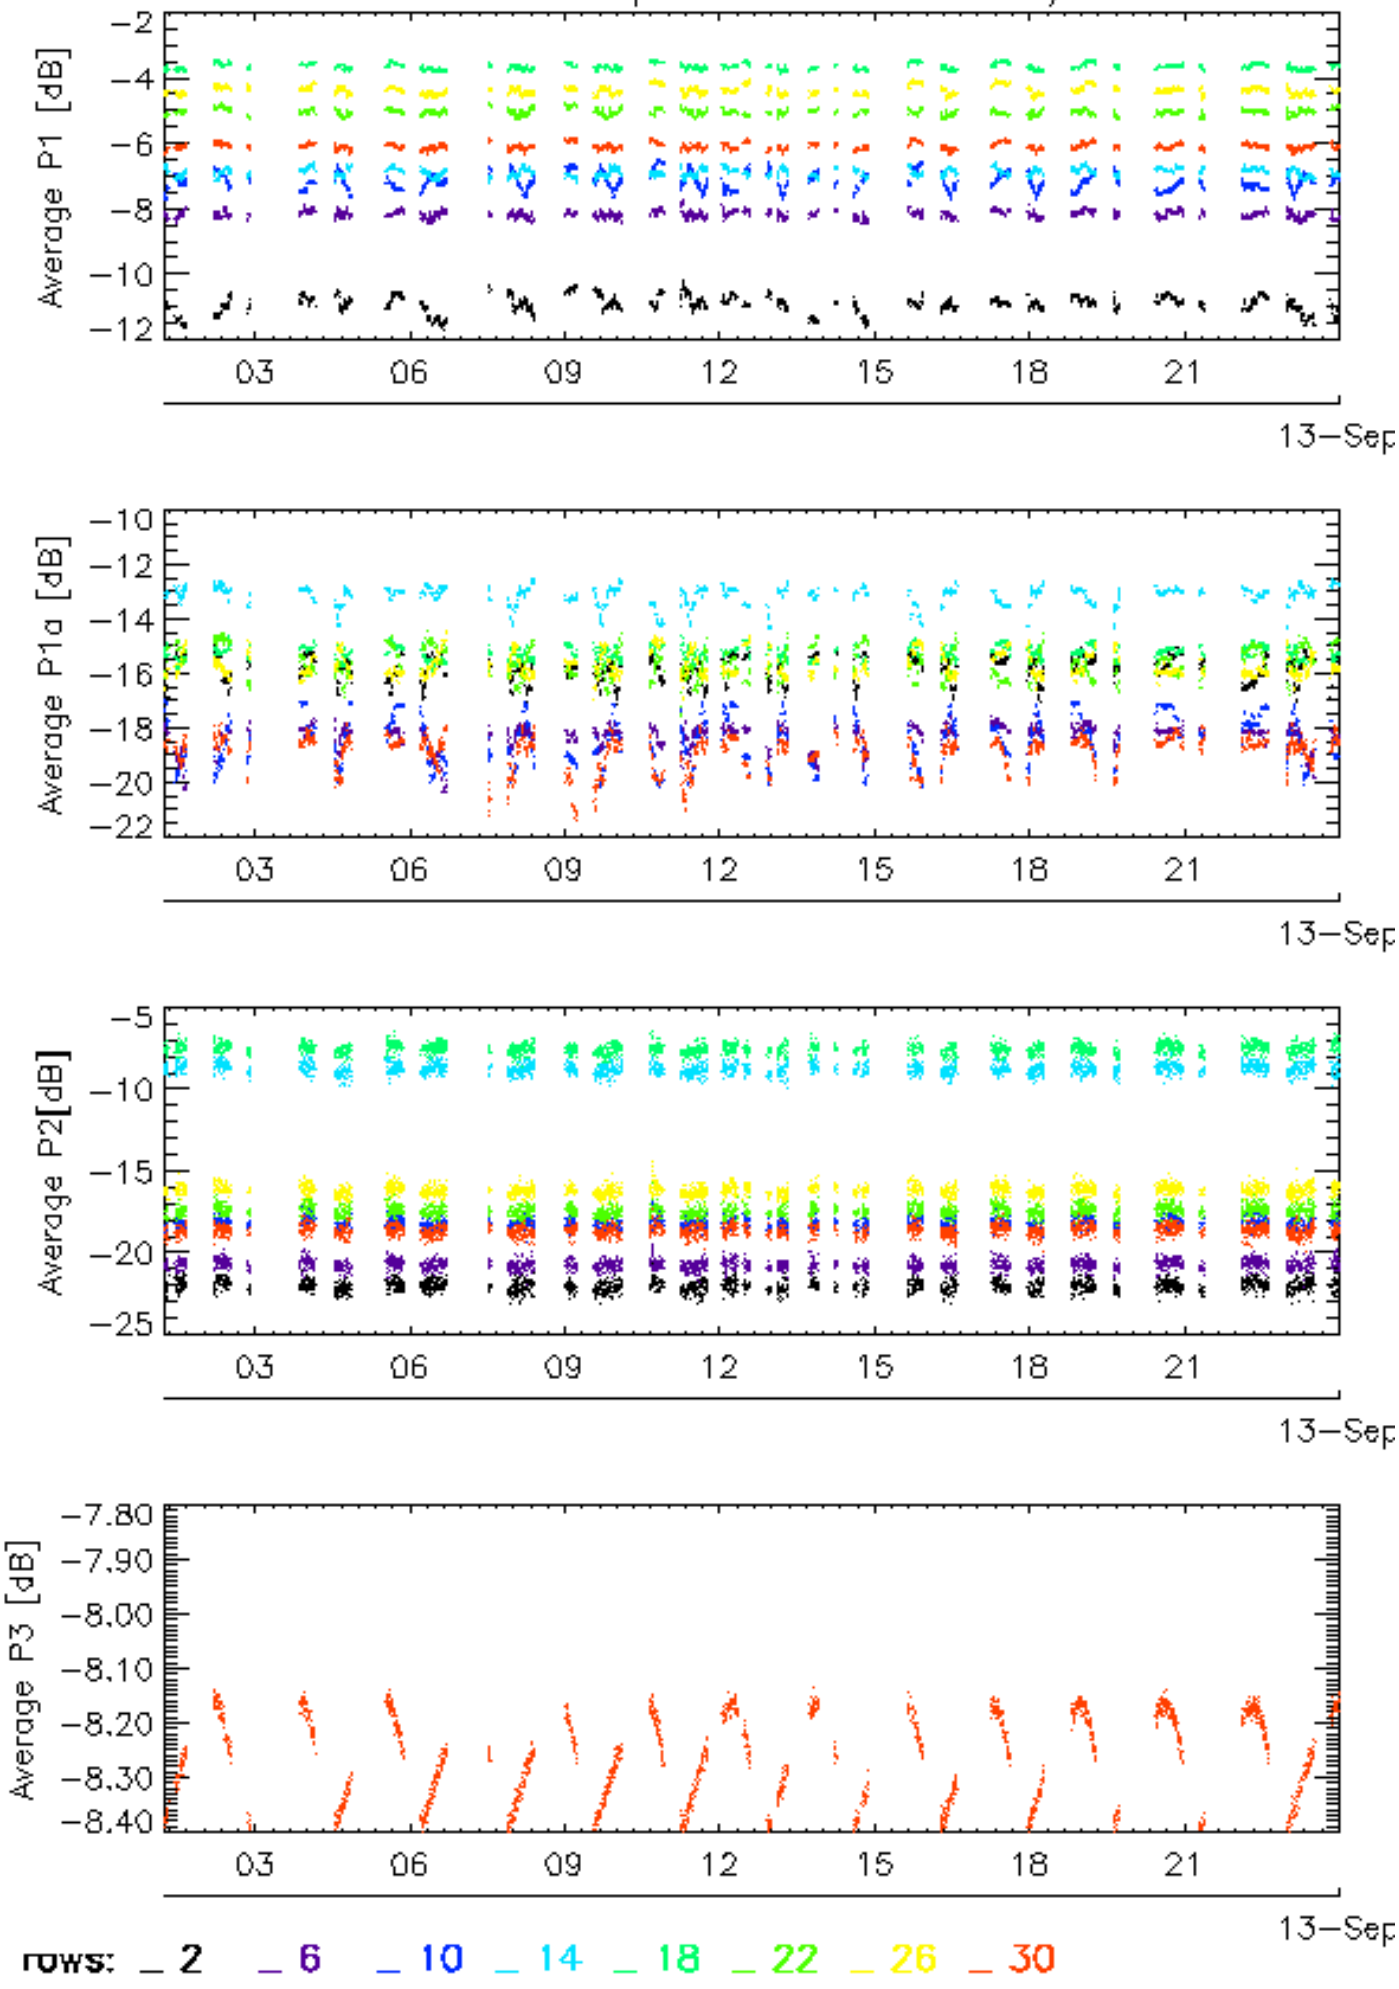 -2
-4
-6
-8
-10
-12
Average P1 [dB]
03 06 09 12 15 18 21
13-Sep
-10
-12
-14
-16
-18
-20
-22
Average P1a [dB]
03 06 09 12 15 18 21
13-Sep
-5
-10
-15
-20
-25
Average P2[dB]
03 06 09 12 15 18 21
13-Sep
-7.80
-7.90
-8.00
-8.10
-8.20
-8.30
-8.40
Average P3 [dB]
03 06 09 12 15 18 21
13-Sep
rows: _ 2 _ 6 _ 10 _ 14 _ 18 _ 22 _ 26 _ 30